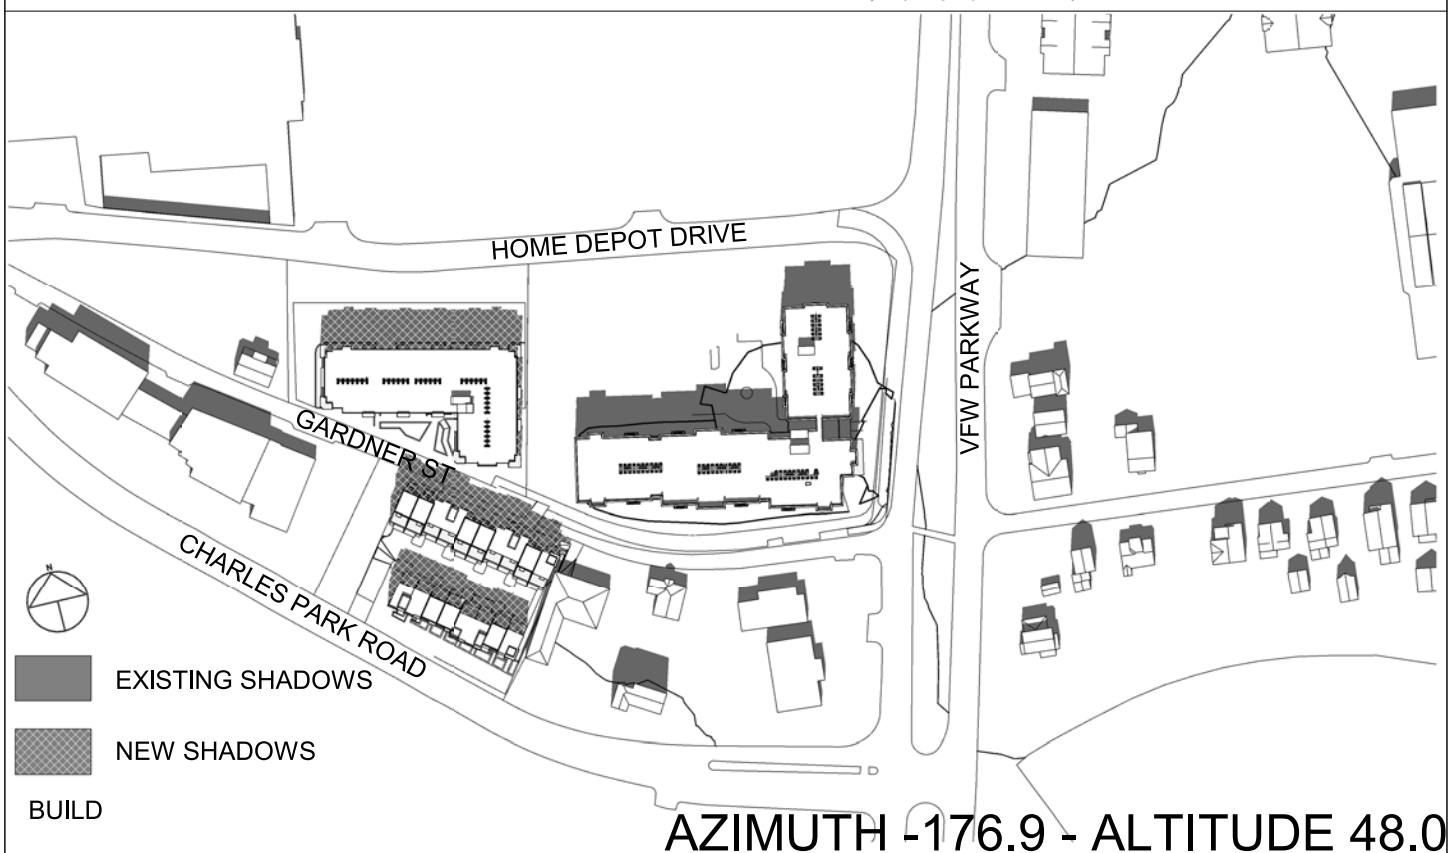 HOME DEPOT DRIVE
VFW PARKWAY
GARDNER ST
CHARLES PARK ROAD
N
EXISTING SHADOWS
NEW SHADOWS
BUILD
AZIMUTH -176.9 - ALTITUDE 48.0